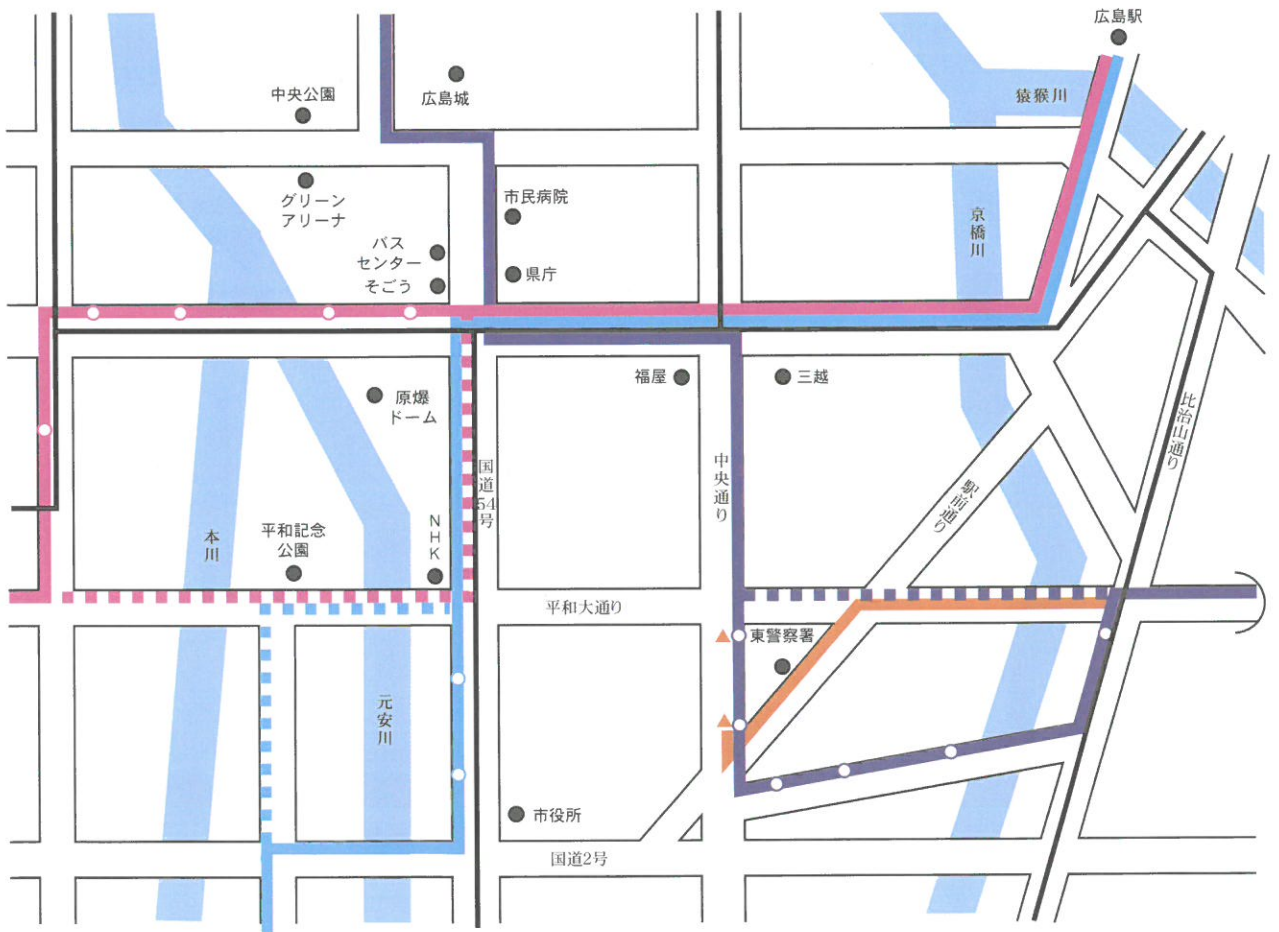 広島駅
広島城
中央公園
猿猴川
グリーン
アリーナ
市民病院
京橋川
バス
センター
そごう
県庁
福屋
三越
原爆
ドーム
比治山通り
国道54号
中央通り
駅前通り
本川
平和記念
公園
NHK
平和大通り
東警察署
元安川
市役所
国道2号